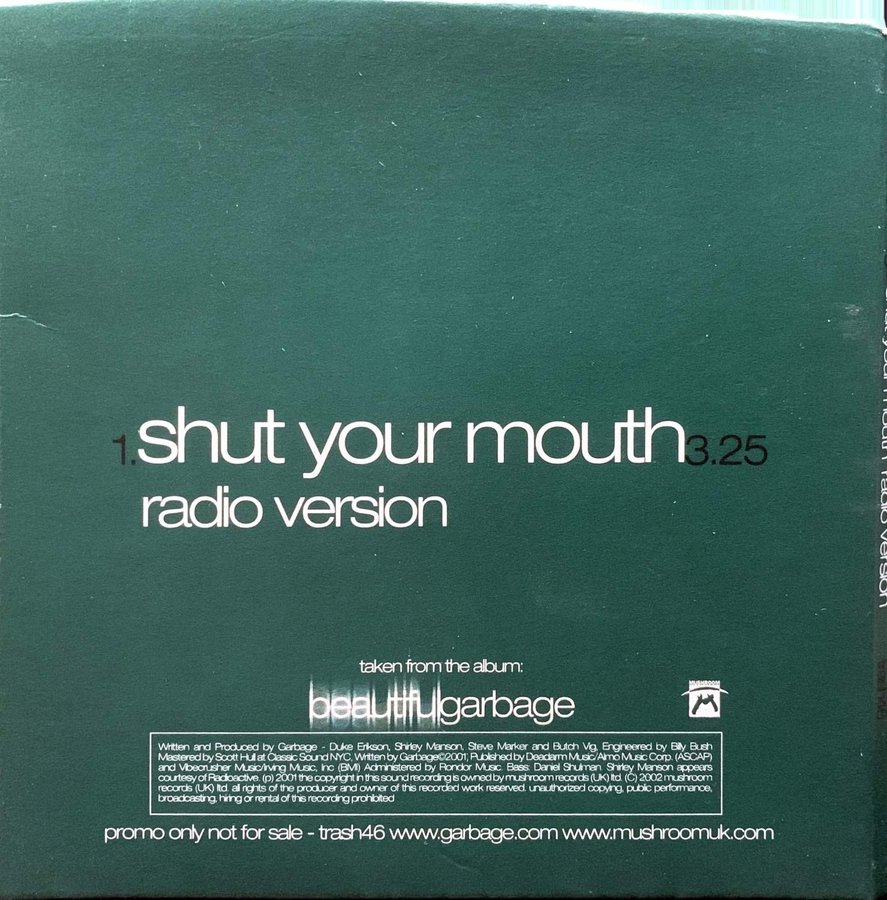 1. shut your mouth 3.25
radio version
taken from the album:
beautifulgarbage
MUSHROOM
Written and Produced by Garbage - Duke Erikson, Shirley Manson, Steve Marker and Butch Vig, Engineered by Billy Bush
Mastered by Scott Hull at Classic Sound NYC, Written by Garbage©2001, Published by Deadarm Music/Almo Music Corp. (ASCAP)
and Vibecrusher Music/Irving Music, Inc (BMI) Administered by Rondor Music. Bass: Daniel Shulman. Shirley Manson appears
courtesy of Radioactive. (p) 2001 the copyright in this sound recording is owned by mushroom records (UK) ltd. (C) 2002 mushroom
records (UK) ltd. all rights of the producer and owner of this recorded work reserved. unauthorized copying, public performance,
broadcasting, hiring or rental of this recording prohibited
promo only not for sale - trash46 www.garbage.com www.mushroomuk.com
your mouth radio version